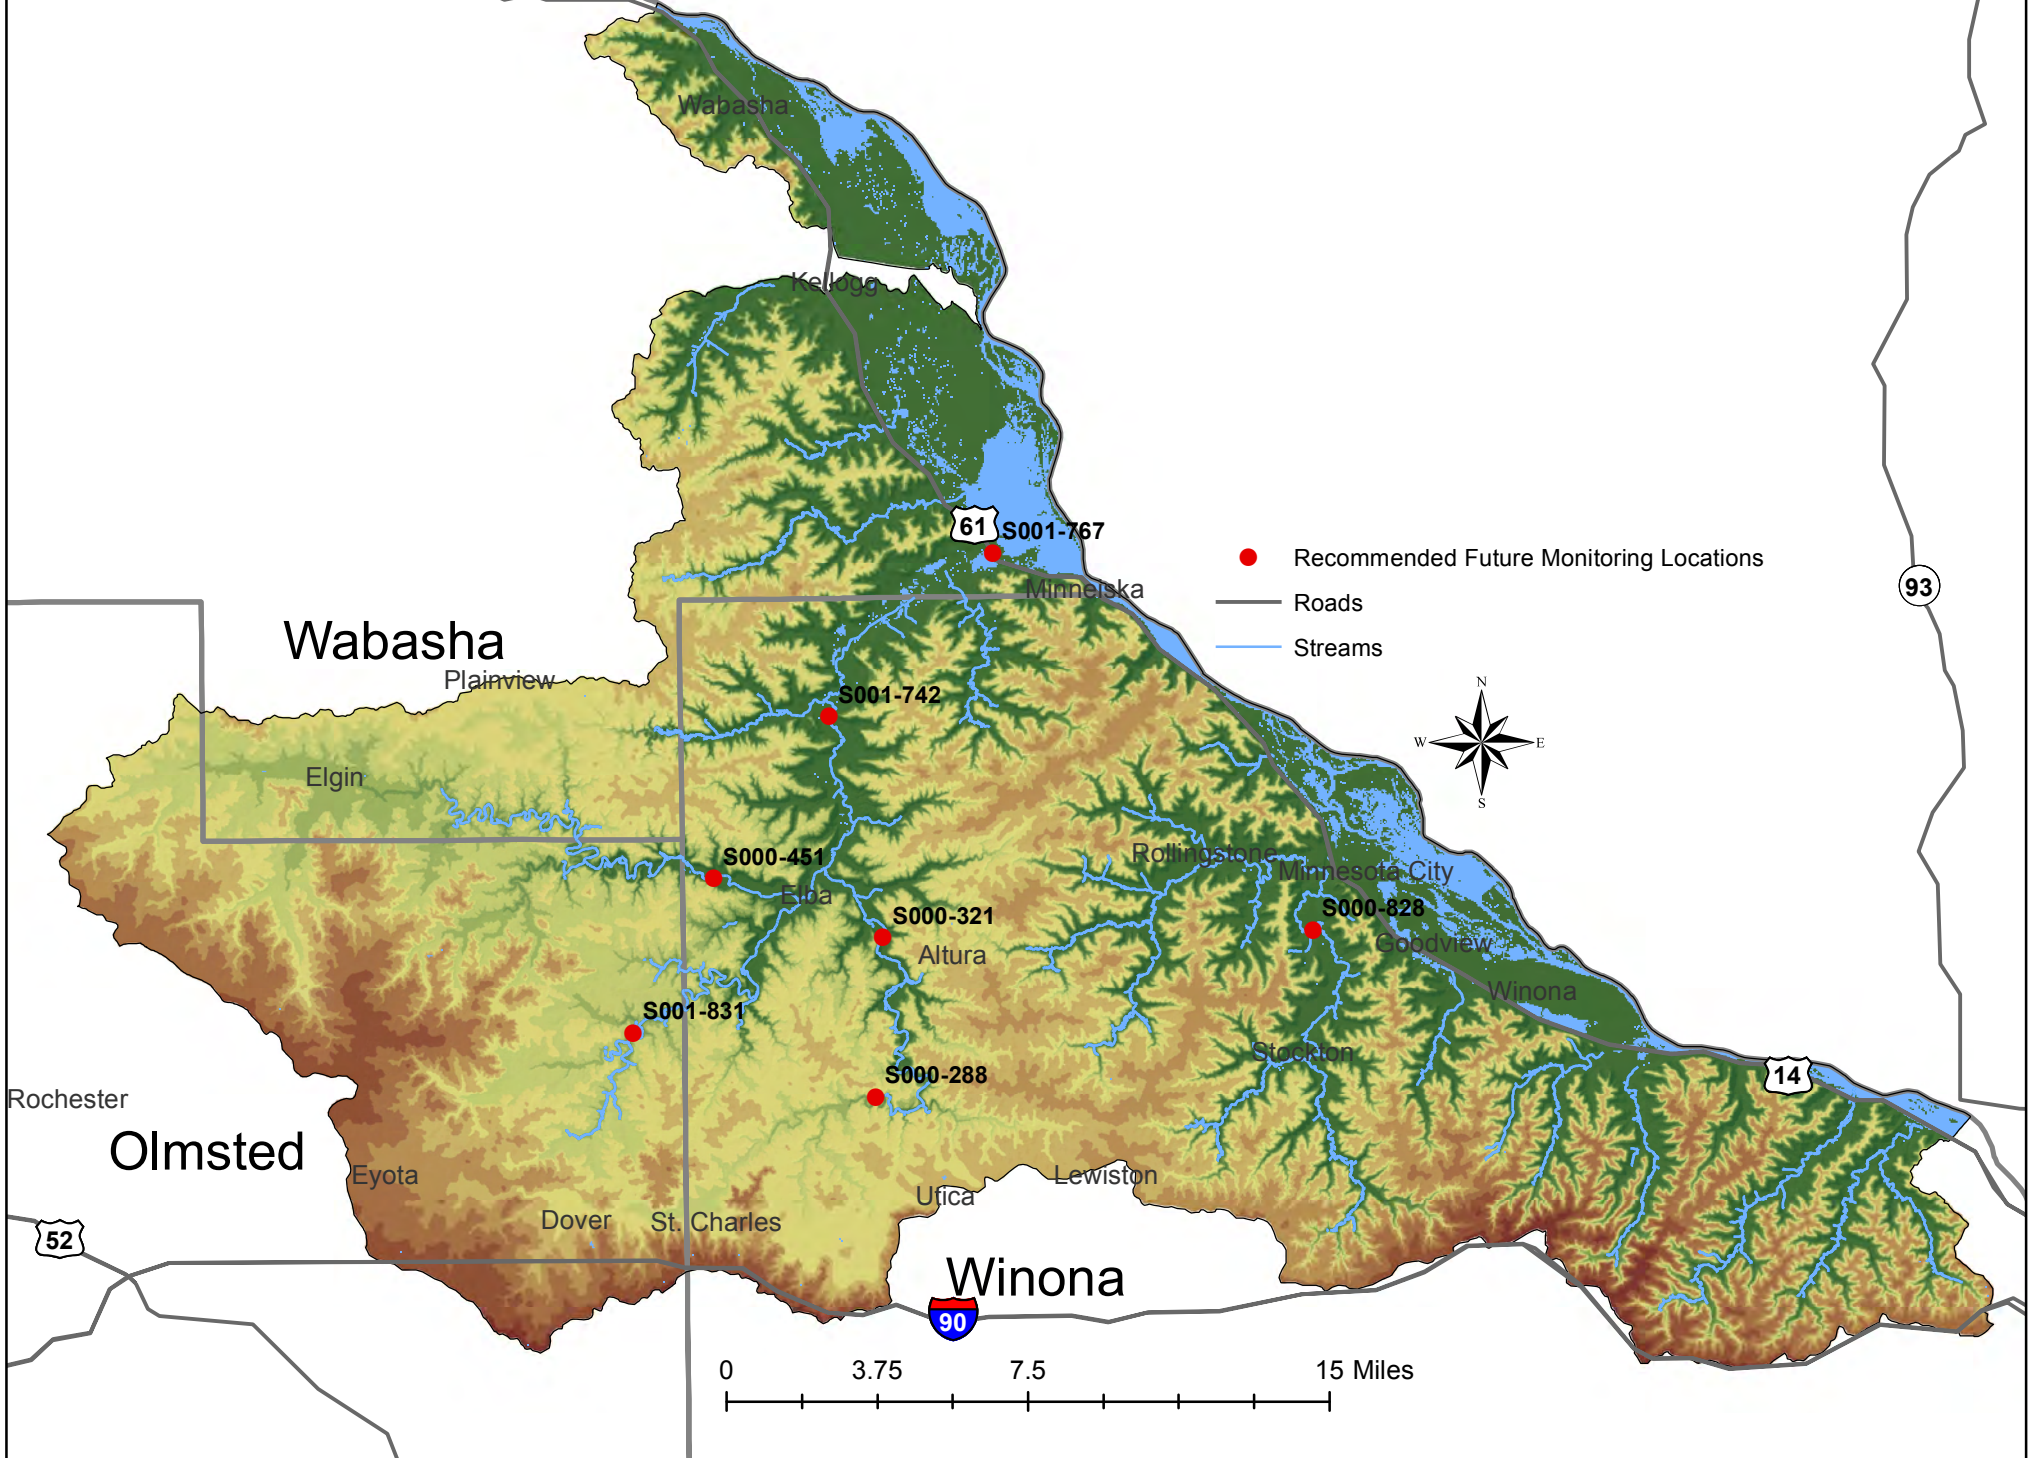 Wabasha
Kellogg
61
S001-767
Minneiska
Recommended Future Monitoring Locations
Roads
Streams
93
Wabasha
Plainview
S001-742
N
W
E
S
Elgin
S000-451
Elba
Rollingstone
Minnesota City
S000-321
Altura
S000-828
Goodview
Winona
S001-831
Stockton
S000-288
14
Rochester
Olmsted
Eyota
Utica
Lewiston
Dover
St. Charles
52
Winona
90
0
3.75
7.5
15 Miles